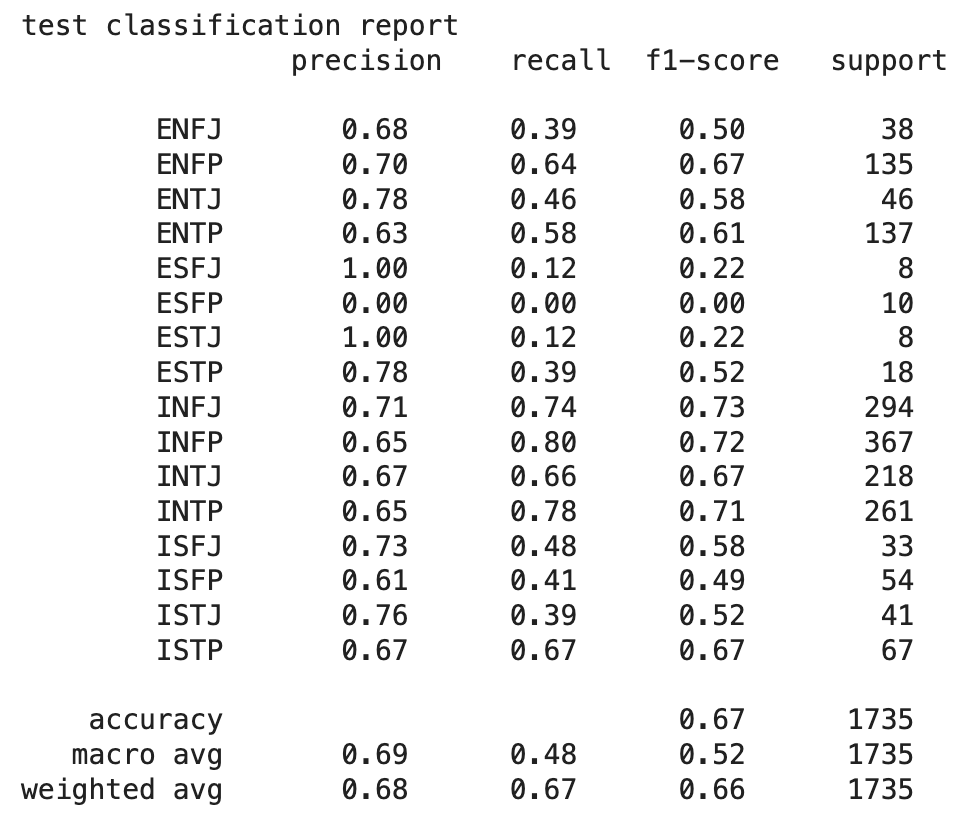 test classification report
precision recall f1-score support
ENFJ 0.68 0.39 0.50 38
ENFP 0.70 0.64 0.67 135
ENTJ 0.78 0.46 0.58 46
ENTP 0.63 0.58 0.61 137
ESFJ 1.00 0.12 0.22 8
ESFP 0.00 0.00 0.00 10
ESTJ 1.00 0.12 0.22 8
ESTP 0.78 0.39 0.52 18
INFJ 0.71 0.74 0.73 294
INFP 0.65 0.80 0.72 367
INTJ 0.67 0.66 0.67 218
INTP 0.65 0.78 0.71 261
ISFJ 0.73 0.48 0.58 33
ISFP 0.61 0.41 0.49 54
ISTJ 0.76 0.39 0.52 41
ISTP 0.67 0.67 0.67 67
accuracy 0.67 1735
macro avg 0.69 0.48 0.52 1735
weighted avg 0.68 0.67 0.66 1735